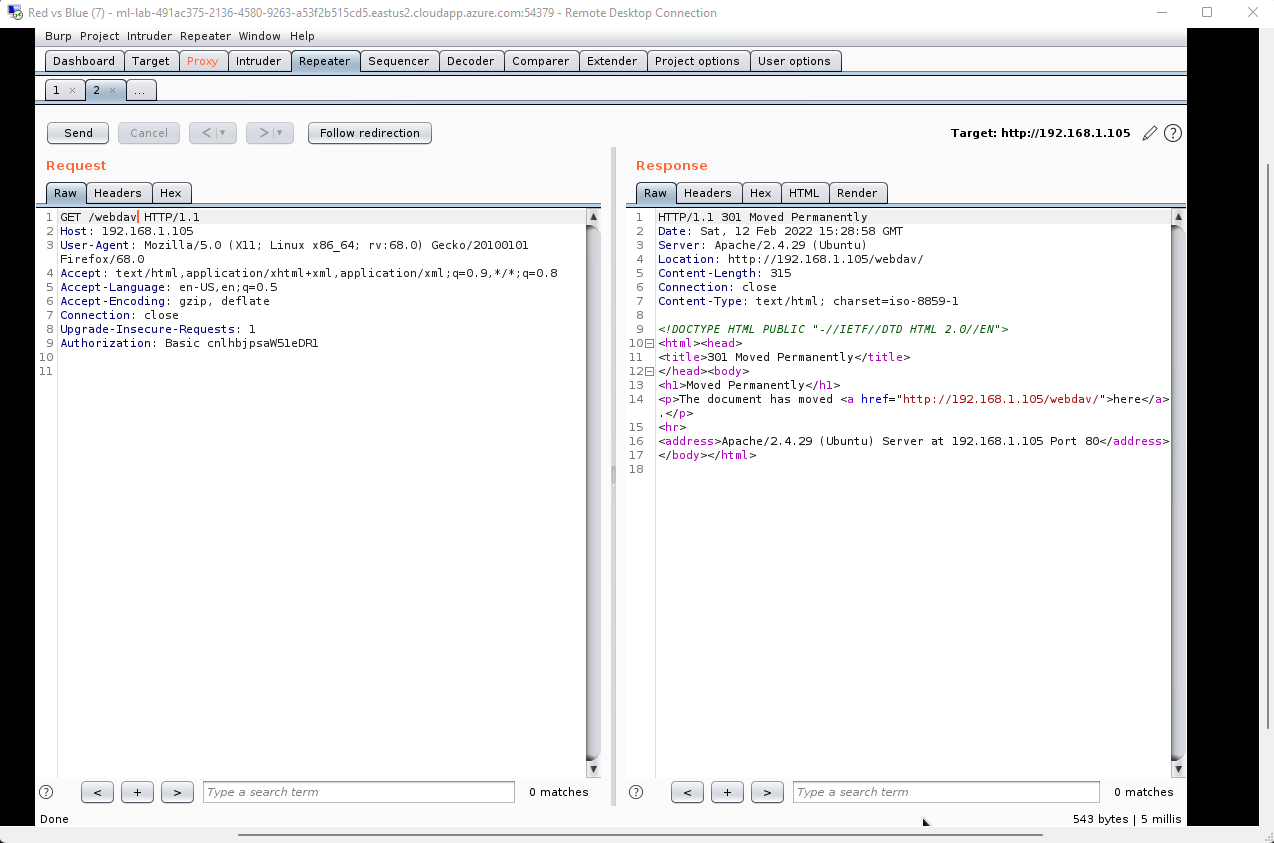 Red vs Blue (7) - ml-lab-491ac375-2136-4580-9263-a53f2b515cd5.eastus2.cloudapp.azure.com:54379 - Remote Desktop Connection
Burp Project Intruder Repeater Window Help
Dashboard Target Proxy Intruder Repeater Sequencer Decoder Comparer Extender Project options User options
1 × 2 × ...
Send Cancel < ▾ > ▾ Follow redirection Target: http://192.168.1.105 ?
Request
Raw Headers Hex
1 GET /webdav HTTP/1.1
2 Host: 192.168.1.105
3 User-Agent: Mozilla/5.0 (X11; Linux x86_64; rv:68.0) Gecko/20100101
Firefox/68.0
4 Accept: text/html,application/xhtml+xml,application/xml;q=0.9,*/*;q=0.8
5 Accept-Language: en-US,en;q=0.5
6 Accept-Encoding: gzip, deflate
7 Connection: close
8 Upgrade-Insecure-Requests: 1
9 Authorization: Basic cnlhbjpsaW51eDR1
10
11
? < + > Type a search term 0 matches
Response
Raw Headers Hex HTML Render
1 HTTP/1.1 301 Moved Permanently
2 Date: Sat, 12 Feb 2022 15:28:58 GMT
3 Server: Apache/2.4.29 (Ubuntu)
4 Location: http://192.168.1.105/webdav/
5 Content-Length: 315
6 Connection: close
7 Content-Type: text/html; charset=iso-8859-1
8
9 <!DOCTYPE HTML PUBLIC "-//IETF//DTD HTML 2.0//EN">
10 <html><head>
11 <title>301 Moved Permanently</title>
12 </head><body>
13 <h1>Moved Permanently</h1>
14 <p>The document has moved <a href="http://192.168.1.105/webdav/">here</a>
.</p>
15 <hr>
16 <address>Apache/2.4.29 (Ubuntu) Server at 192.168.1.105 Port 80</address>
17 </body></html>
18
? < + > Type a search term 0 matches
Done 543 bytes | 5 millis